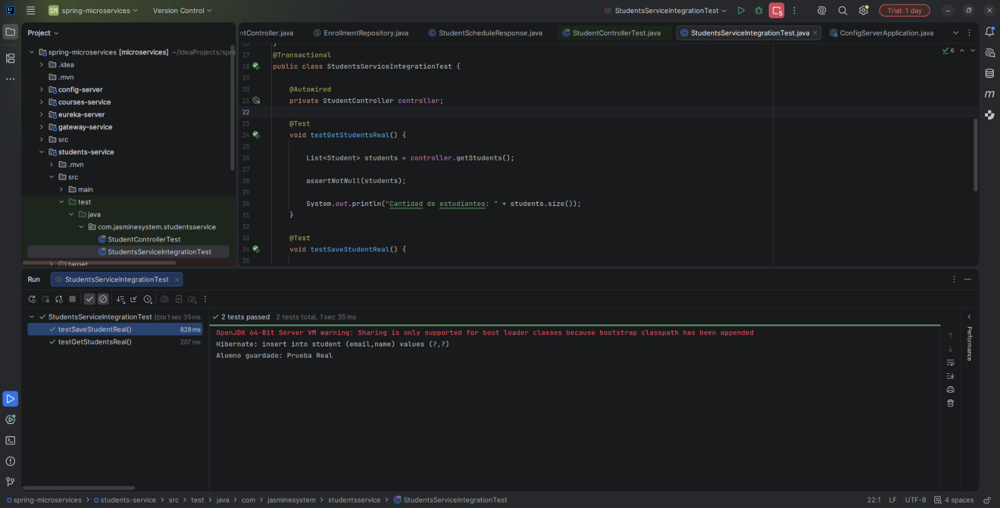 SM spring-microservices Version Control StudentsServiceIntegrationTest 5 Trial: 1 day
Project
spring-microservices [microservices] ~/IdeaProjects/sprin
.idea
.mvn
config-server
courses-service
eureka-server
gateway-service
src
students-service
.mvn
src
main
test
java
com.jasminesystem.studentsservice
StudentControllerTest
StudentsServiceIntegrationTest
target
ntController.java EnrollmentRepository.java StudentScheduleResponse.java StudentControllerTest.java StudentsServiceIntegrationTest.java ConfigServerApplication.java
6
16 )
17 @Transactional
18 public class StudentsServiceIntegrationTest {
19
20 @Autowired
21 private StudentController controller;
22
23 @Test
24 void testGetStudentsReal() {
25
26 List<Student> students = controller.getStudents();
27
28 assertNotNull(students);
29
30 System.out.println("Cantidad de estudiantes: " + students.size());
31 }
32
33 @Test
34 void testSaveStudentReal() {
35
Run StudentsServiceIntegrationTest
StudentsServiceIntegrationTest (cor 1 sec 35 ms
testSaveStudentReal() 828 ms
testGetStudentsReal() 207 ms
2 tests passed 2 tests total, 1 sec 35 ms
OpenJDK 64-Bit Server VM warning: Sharing is only supported for boot loader classes because bootstrap classpath has been appended
Hibernate: insert into student (email,name) values (?,?)
Alumno guardado: Prueba Real
Performance
spring-microservices > students-service > src > test > java > com > jasminesystem > studentsservice > StudentsServiceIntegrationTest 22:1 LF UTF-8 4 spaces